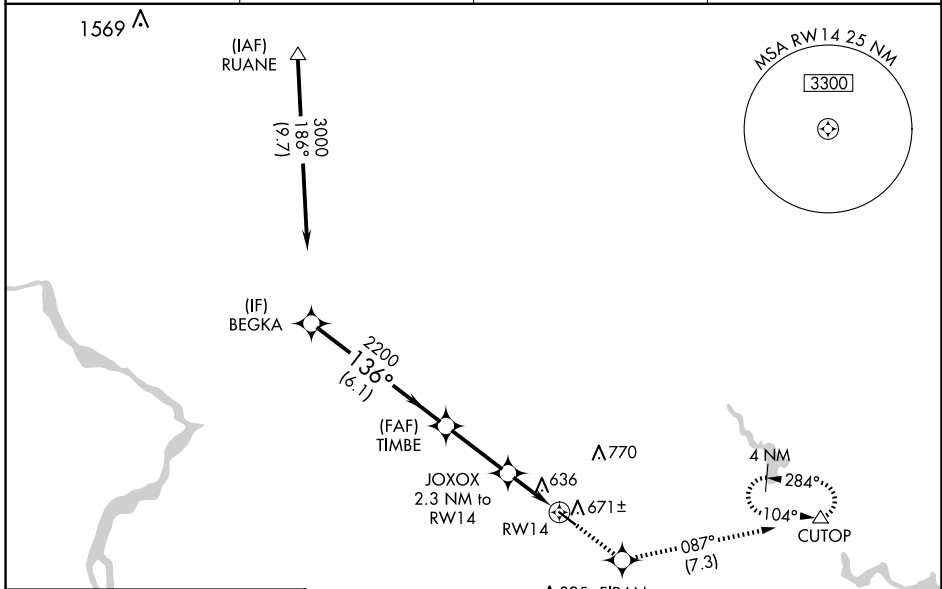 1569
(IAF)
RUANE
MSA RW14 25 NM
3300
3000
186°
(9.7)
(IF)
BEGKA
2200
136°
(6.1)
(FAF)
TIMBE
770
JOXOX
2.3 NM to
RW14
636
671±
RW14
4 NM
284°
104°
CUTOP
087°
(7.3)